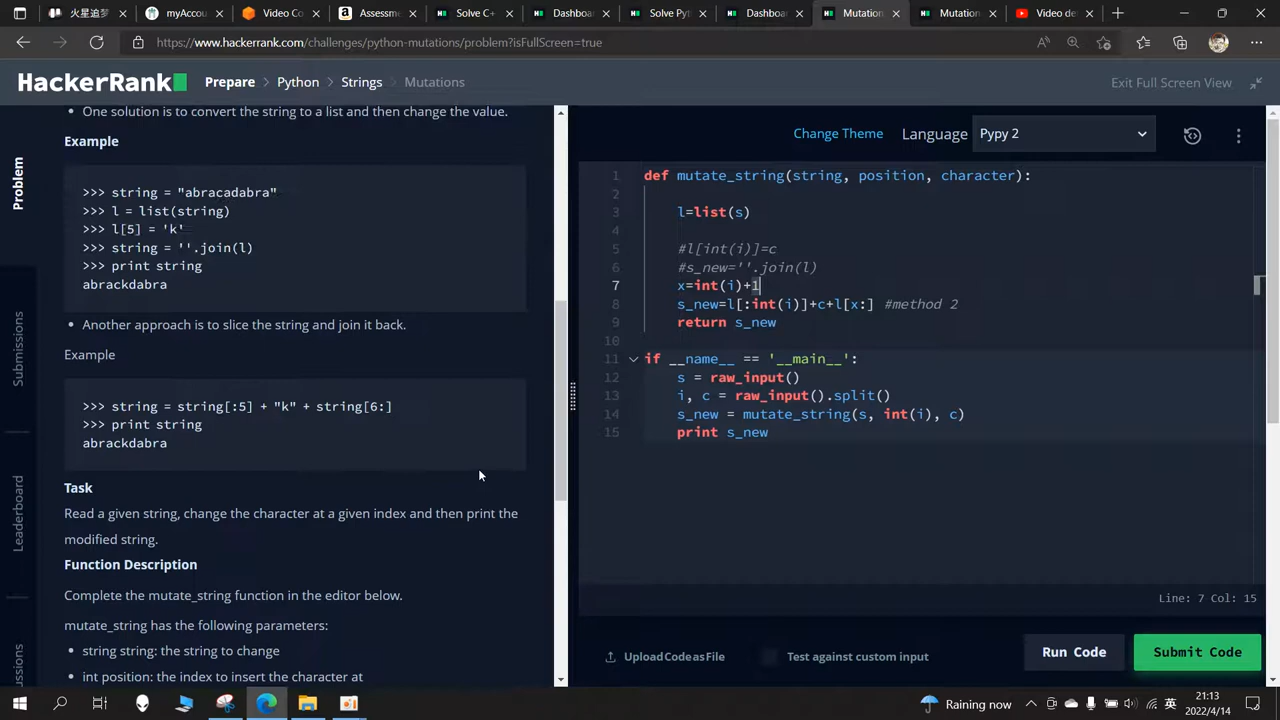 火星追梦
myAccou
Video Co
Assessm
Solve C+
Dashboa
Solve Py
Dashboa
Mutation
Mutation
Video de
https://www.hackerrank.com/challenges/python-mutations/problem?isFullScreen=true
HackerRank
Prepare > Python > Strings > Mutations
Exit Full Screen View
Problem
Submissions
Leaderboard
ussions
• One solution is to convert the string to a list and then change the value.
Example
>>> string = "abracadabra"
>>> l = list(string)
>>> l[5] = 'k'
>>> string = ''.join(l)
>>> print string
abrackdabra
• Another approach is to slice the string and join it back.
Example
>>> string = string[:5] + "k" + string[6:]
>>> print string
abrackdabra
Task
Read a given string, change the character at a given index and then print the
modified string.
Function Description
Complete the mutate_string function in the editor below.
mutate_string has the following parameters:
• string string: the string to change
• int position: the index to insert the character at
Change Theme
Language
Pypy 2
1 def mutate_string(string, position, character):
2
3 l=list(s)
4
5 #l[int(i)]=c
6 #s_new=''.join(l)
7 x=int(i)+1
8 s_new=l[:int(i)]+c+l[x:] #method 2
9 return s_new
10
11 if __name__ == '__main__':
12 s = raw_input()
13 i, c = raw_input().split()
14 s_new = mutate_string(s, int(i), c)
15 print s_new
Line: 7 Col: 15
Upload Code as File
Test against custom input
Run Code
Submit Code
Raining now
英
21:13
2022/4/14